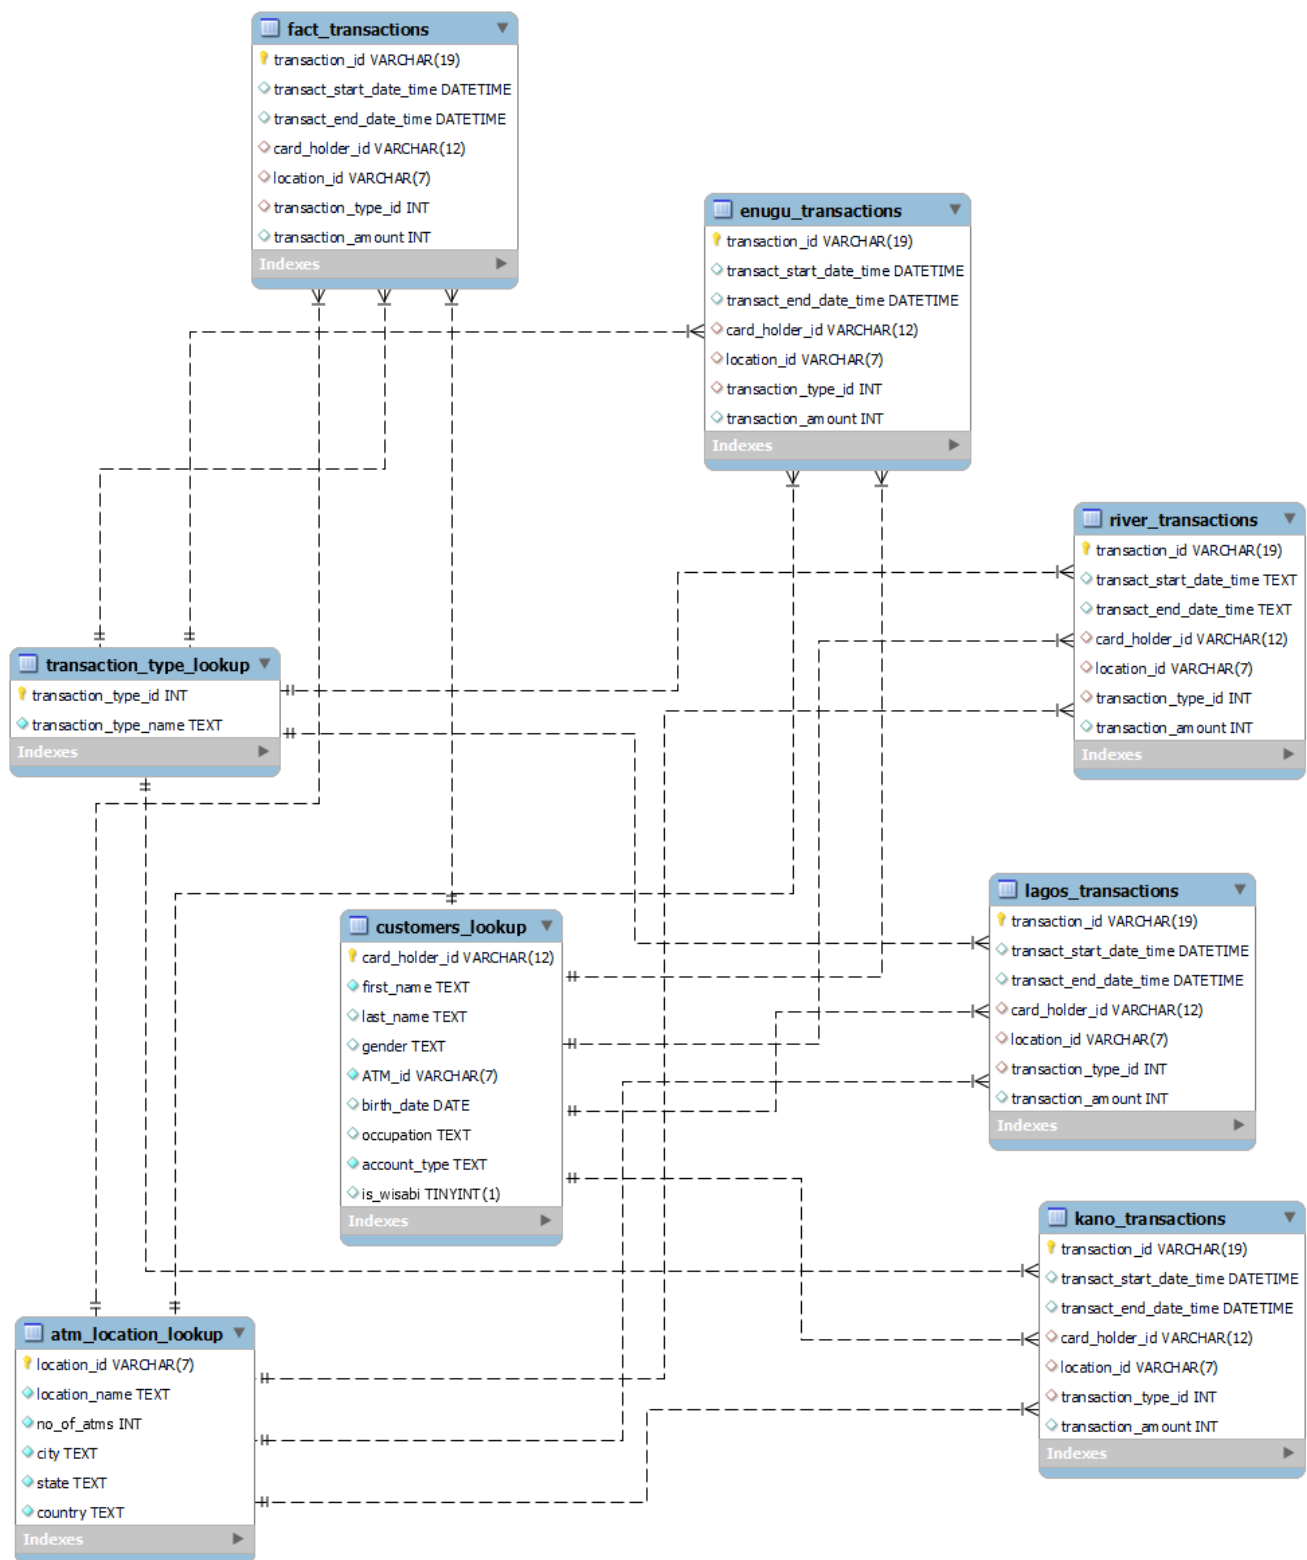 fact_transactions
transaction_id VARCHAR(19)
transact_start_date_time DATETIME
transact_end_date_time DATETIME
card_holder_id VARCHAR(12)
location_id VARCHAR(7)
transaction_type_id INT
transaction_amount INT
Indexes
enugu_transactions
transaction_id VARCHAR(19)
transact_start_date_time DATETIME
transact_end_date_time DATETIME
card_holder_id VARCHAR(12)
location_id VARCHAR(7)
transaction_type_id INT
transaction_amount INT
Indexes
river_transactions
transaction_id VARCHAR(19)
transact_start_date_time TEXT
transact_end_date_time TEXT
card_holder_id VARCHAR(12)
location_id VARCHAR(7)
transaction_type_id INT
transaction_amount INT
Indexes
transaction_type_lookup
transaction_type_id INT
transaction_type_name TEXT
Indexes
lagos_transactions
transaction_id VARCHAR(19)
transact_start_date_time DATETIME
transact_end_date_time DATETIME
card_holder_id VARCHAR(12)
location_id VARCHAR(7)
transaction_type_id INT
transaction_amount INT
Indexes
customers_lookup
card_holder_id VARCHAR(12)
first_name TEXT
last_name TEXT
gender TEXT
ATM_id VARCHAR(7)
birth_date DATE
occupation TEXT
account_type TEXT
is_wisabi TINYINT(1)
Indexes
kano_transactions
transaction_id VARCHAR(19)
transact_start_date_time DATETIME
transact_end_date_time DATETIME
card_holder_id VARCHAR(12)
location_id VARCHAR(7)
transaction_type_id INT
transaction_amount INT
Indexes
atm_location_lookup
location_id VARCHAR(7)
location_name TEXT
no_of_atms INT
city TEXT
state TEXT
country TEXT
Indexes